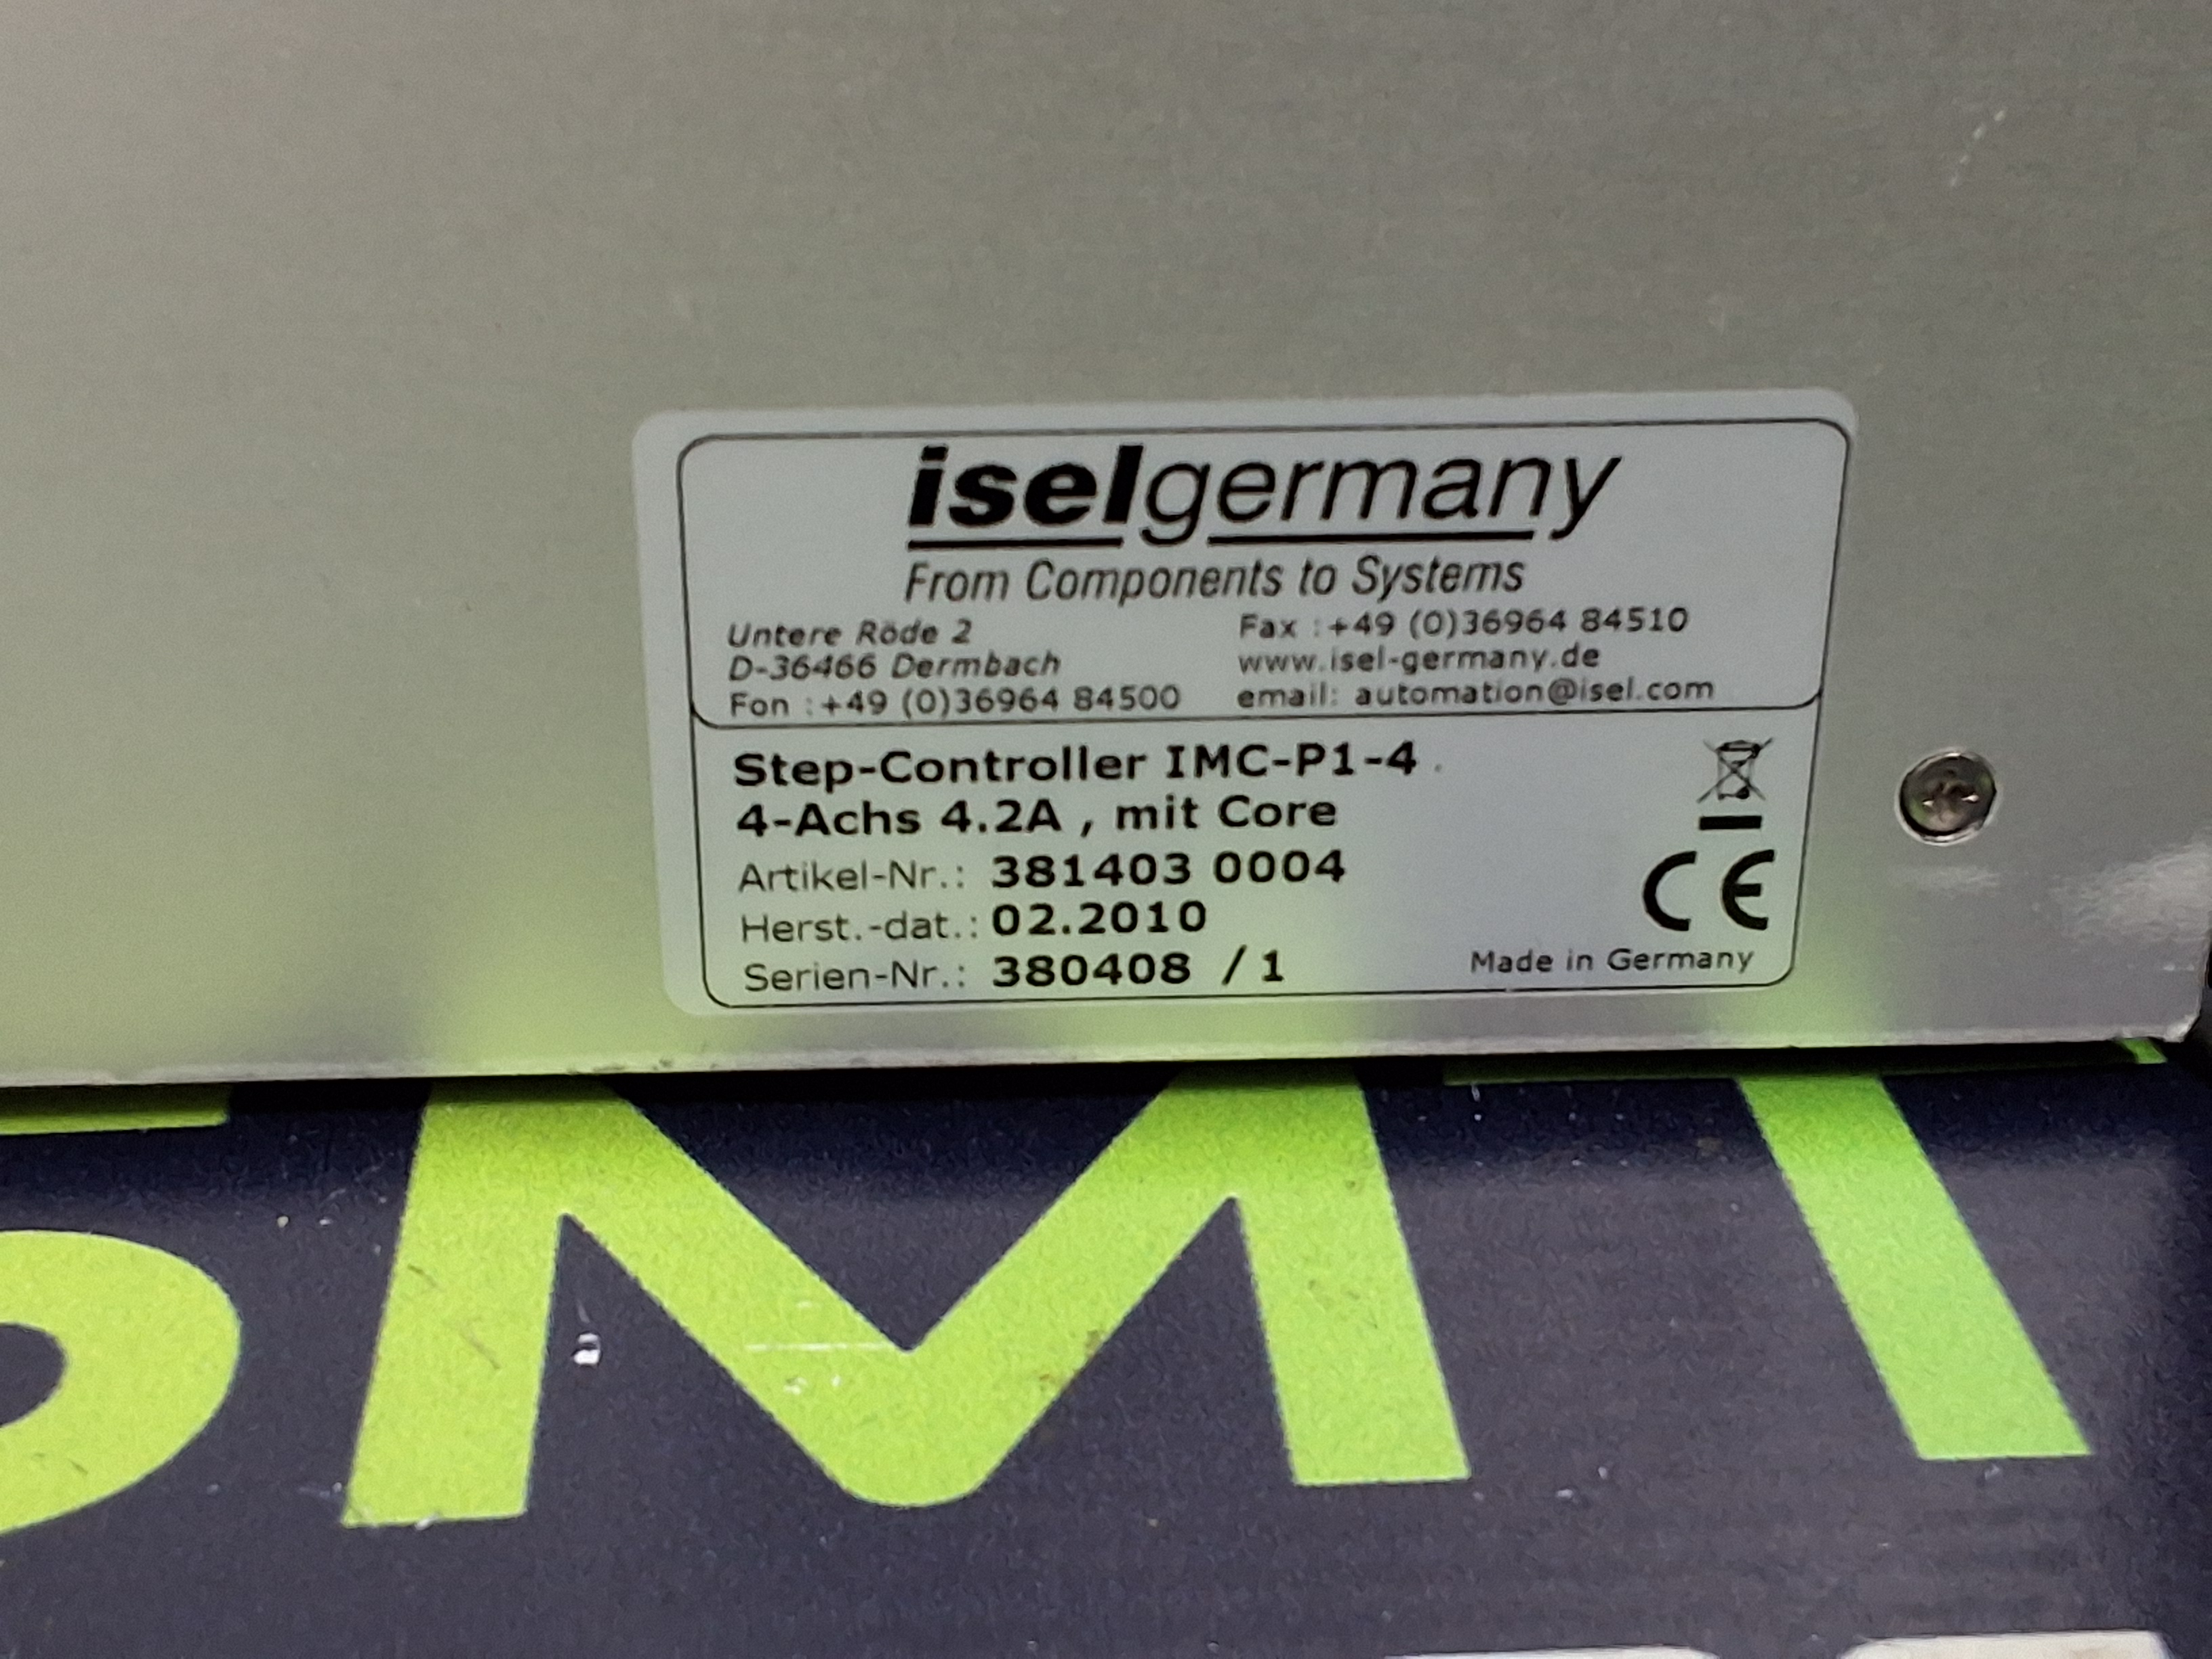 iselgermany
From Components to Systems
Untere Röde 2
D-36466 Dermbach
Fon :+49 (0)36964 84500
Fax :+49 (0)36964 84510
www.isel-germany.de
email: automation@isel.com
Step-Controller IMC-P1-4
4-Achs 4.2A , mit Core
Artikel-Nr.: 381403 0004
Herst.-dat.: 02.2010
Serien-Nr.: 380408 / 1
CE
Made in Germany